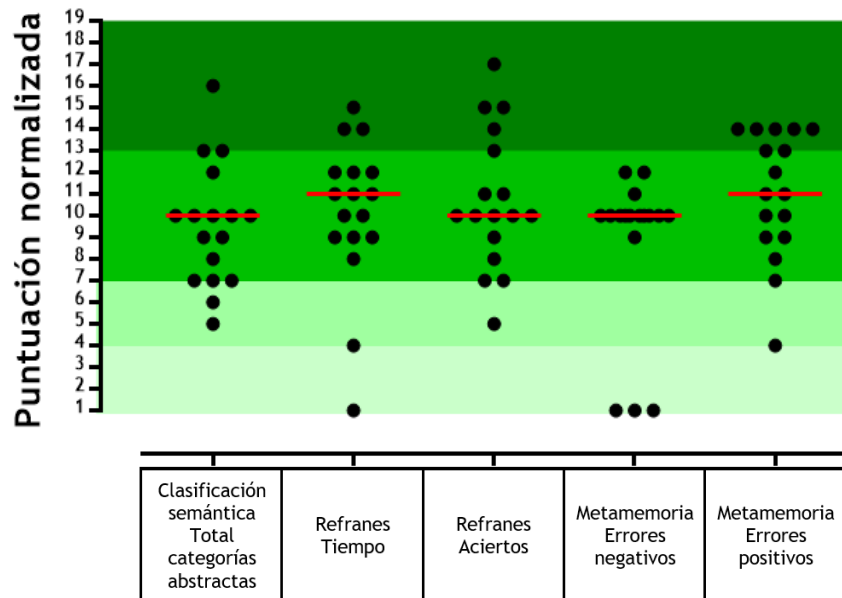 Puntuación normalizada
19
18
17
16
15
14
13
12
11
10
9
8
7
6
5
4
3
2
1
Clasificación
semántica
Total
categorías
abstractas
Refranes
Tiempo
Refranes
Aciertos
Metamemoria
Errores
negativos
Metamemoria
Errores
positivos